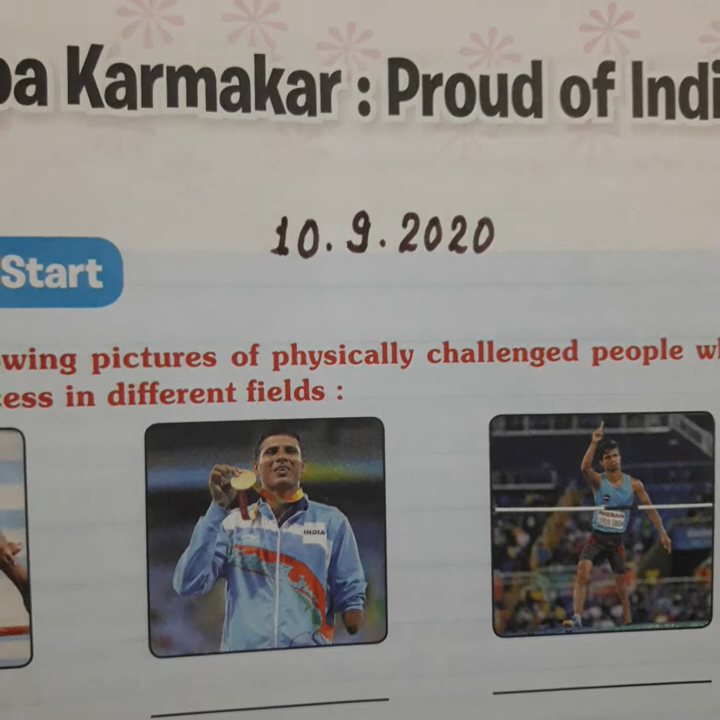 pa Karmakar : Proud of Indi
10.9.2020
Start
wing pictures of physically challenged people wh
cess in different fields :
INDIA